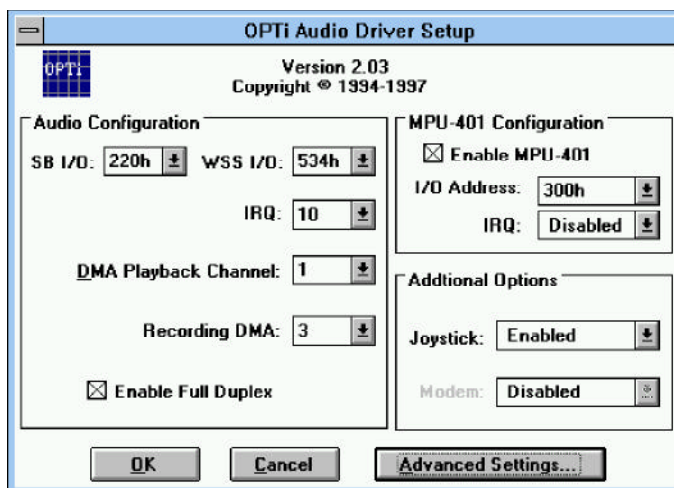 OPTi Audio Driver Setup
OPTi
Version 2.03
Copyright © 1994-1997
Audio Configuration
SB I/O: 220h WSS I/O: 534h
IRQ: 10
DMA Playback Channel: 1
Recording DMA: 3
Enable Full Duplex
MPU-401 Configuration
Enable MPU-401
I/O Address: 300h
IRQ: Disabled
Addtional Options
Joystick: Enabled
Modem: Disabled
OK Cancel Advanced Settings...